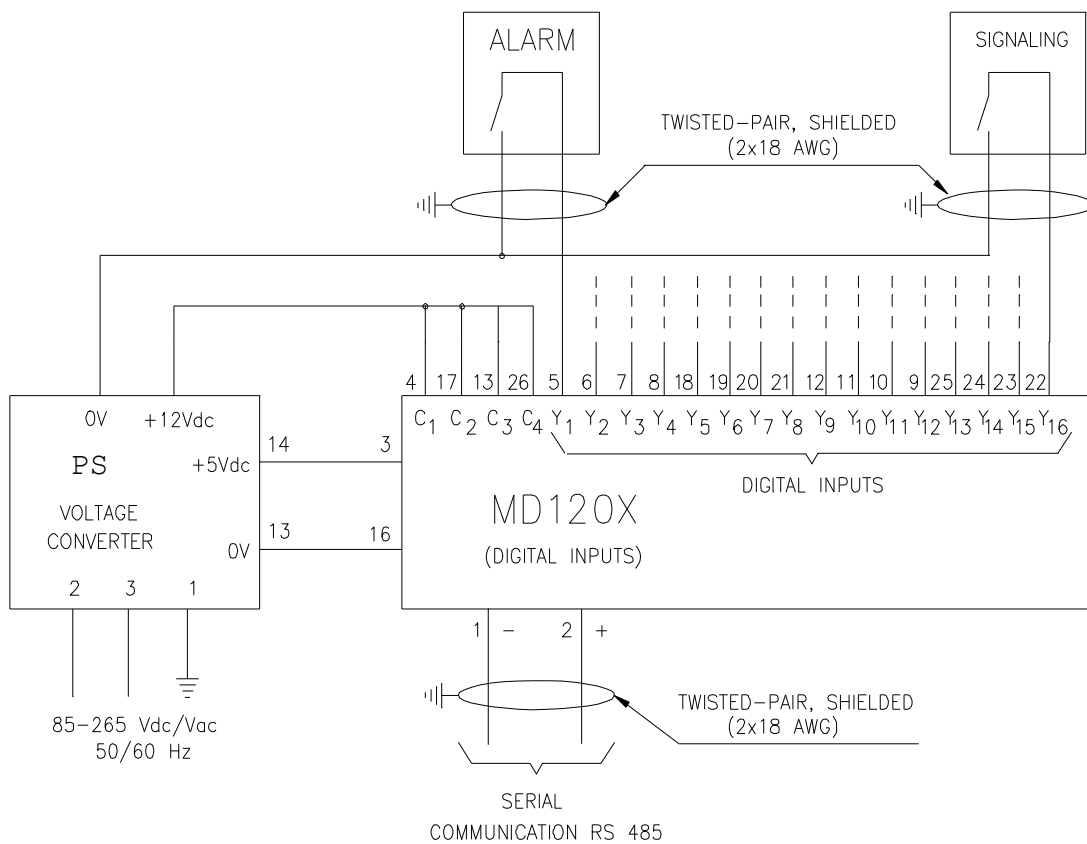 ALARM
SIGNALING
TWISTED-PAIR, SHIELDED
(2x18 AWG)
4 17 13 26 5 6 7 8 18 19 20 21 12 11 10 9 25 24 23 22
C1 C2 C3 C4 Y1 Y2 Y3 Y4 Y5 Y6 Y7 Y8 Y9 Y10 Y11 Y12 Y13 Y14 Y15 Y16
DIGITAL INPUTS
0V +12Vdc
PS
+5Vdc
14 3
VOLTAGE
CONVERTER
0V
13 16
2 3 1
MD120X
(DIGITAL INPUTS)
1 - 2 +
85-265 Vdc/Vac
50/60 Hz
TWISTED-PAIR, SHIELDED
(2x18 AWG)
SERIAL
COMMUNICATION RS 485